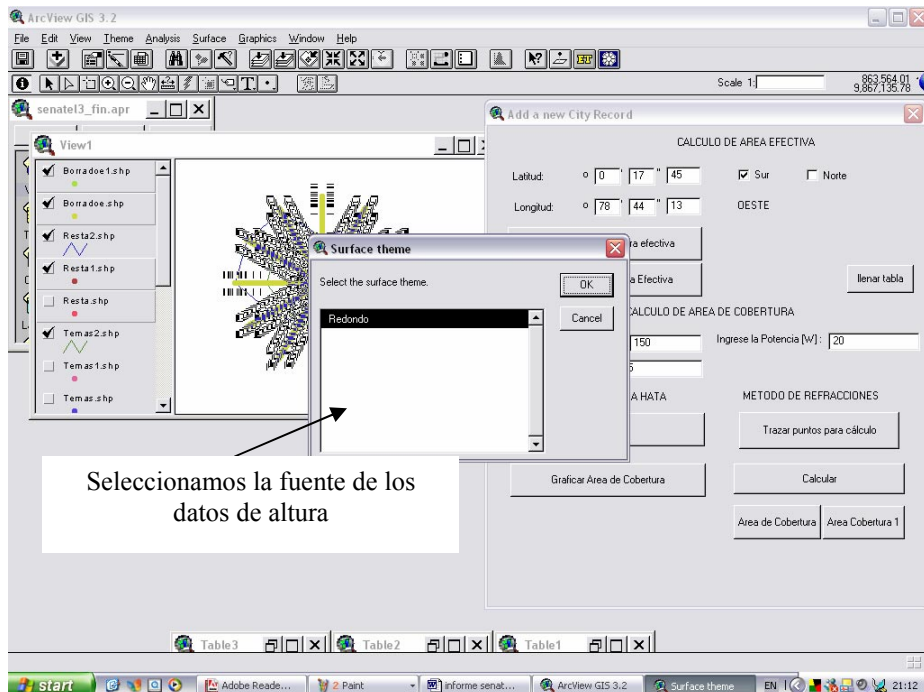 ArcView GIS 3.2
File Edit View Theme Analysis Surface Graphics Window Help
Scale 1:
863,564.01
9,867,135.78
senatel3_fin.apr
View1
Borradoe1.shp
Borradoe.shp
Resta2.shp
Resta1.shp
Resta.shp
Temas2.shp
Temas1.shp
Temas.shp
Surface theme
Select the surface theme.
OK
Cancel
Redondo
Seleccionamos la fuente de los
datos de altura
Add a new City Record
CALCULO DE AREA EFECTIVA
Latitud: º 0 ' 17 " 45 Sur Norte
Longitud: º 78 ' 44 " 13 OESTE
ra efectiva
a Efectiva
llenar tabla
ALCULO DE AREA DE COBERTURA
150
Ingrese la Potencia [W] : 20
5
A HATA
METODO DE REFRACCIONES
Trazar puntos para cálculo
Graficar Area de Cobertura
Calcular
Area de Cobertura
Area Cobertura 1
Table3
Table2
Table1
start
Adobe Reade...
2 Paint
informe senat...
ArcView GIS 3.2
Surface theme
EN
21:19